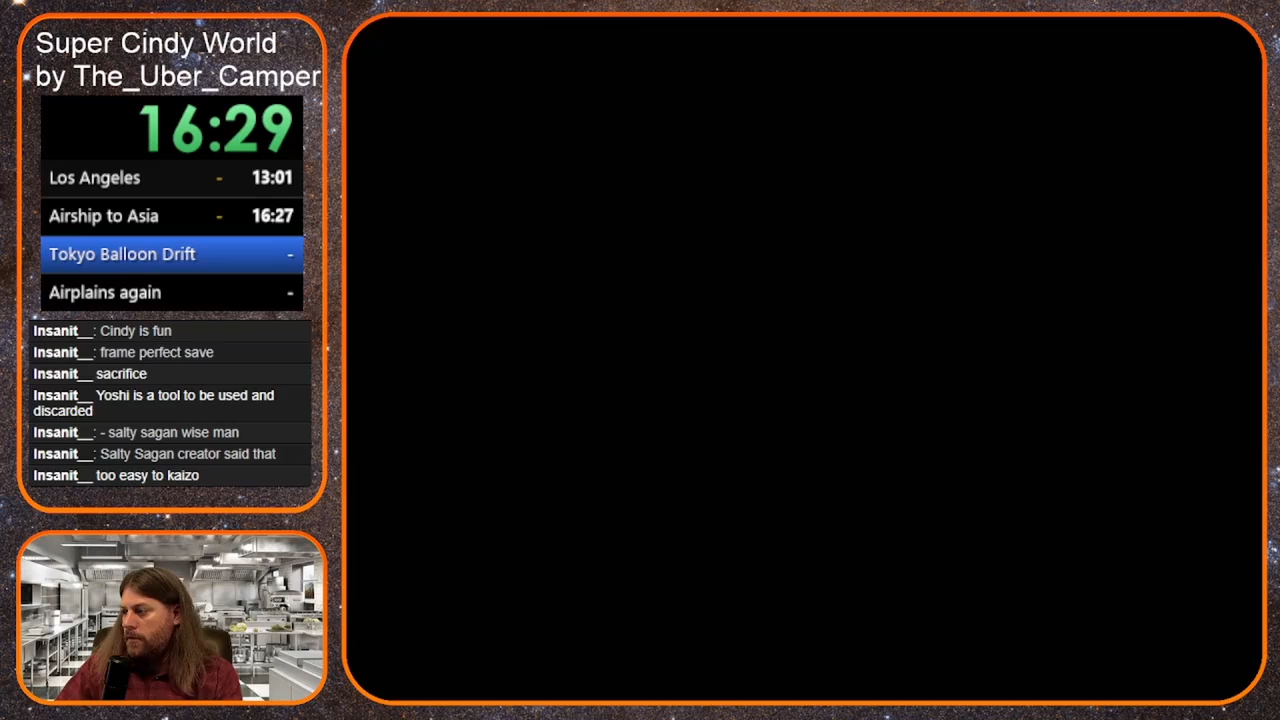 Super Cindy World
by The_Uber_Camper
16:29
Los Angeles - 13:01
Airship to Asia - 16:27
Tokyo Balloon Drift -
Airplains again -
Insanit__: Cindy is fun
Insanit__: frame perfect save
Insanit__ sacrifice
Insanit__ Yoshi is a tool to be used and
discarded
Insanit__: - salty sagan wise man
Insanit__: Salty Sagan creator said that
Insanit__ too easy to kaizo